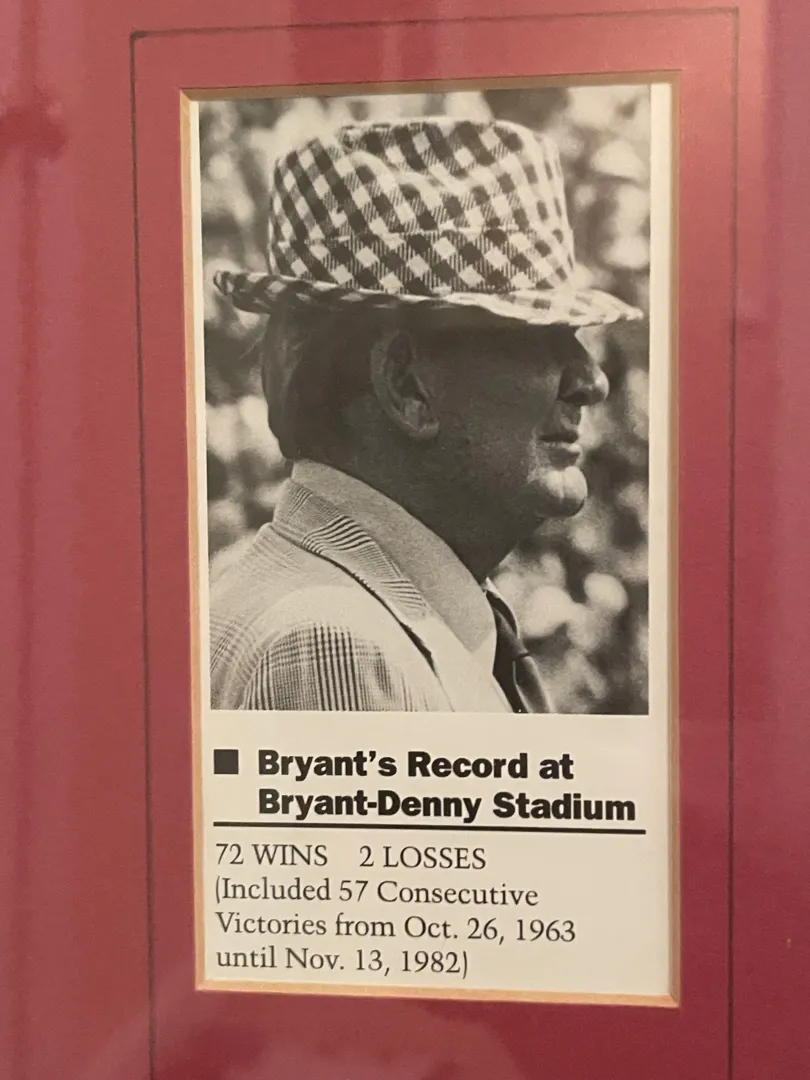 ■ Bryant's Record at
Bryant-Denny Stadium
72 WINS 2 LOSSES
(Included 57 Consecutive
Victories from Oct. 26, 1963
until Nov. 13, 1982)